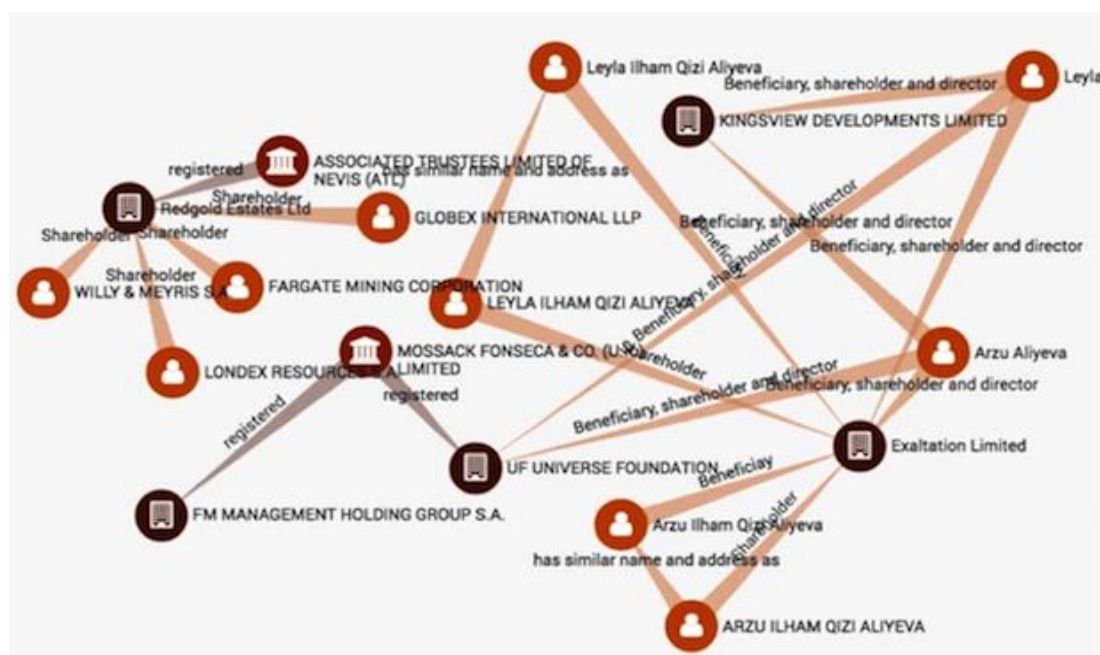 Leyla Ilham Qizi Aliyeva
Leyla
Beneficiary, shareholder and director
KINGSVIEW DEVELOPMENTS LIMITED
registered
ASSOCIATED TRUSTEES LIMITED OF
NEVIS (ATL)
has similar name and address as
Shareholder
Redgold Estates Ltd
GLOBEX INTERNATIONAL LLP
Shareholder
Shareholder
Beneficiary, shareholder and director
Beneficiary
Beneficiary, shareholder and director
Beneficiary, shareholder and director
Shareholder
WILLY & MEYRIS S.A
FARGATE MINING CORPORATION
LEYLA ILHAM QIZI ALIYEVA
MOSSACK FONSECA & CO. (U
LIMITED
Shareholder
Arzu Aliyeva
LONDEX RESOURCES S.A
registered
registered
Beneficiary, shareholder and director
Beneficiary, shareholder and director
Exaltation Limited
UF UNIVERSE FOUNDATION
Beneficiay
FM MANAGEMENT HOLDING GROUP S.A.
Arzu Ilham Qizi Aliyeva
Shareholder
has similar name and address as
ARZU ILHAM QIZI ALIYEVA